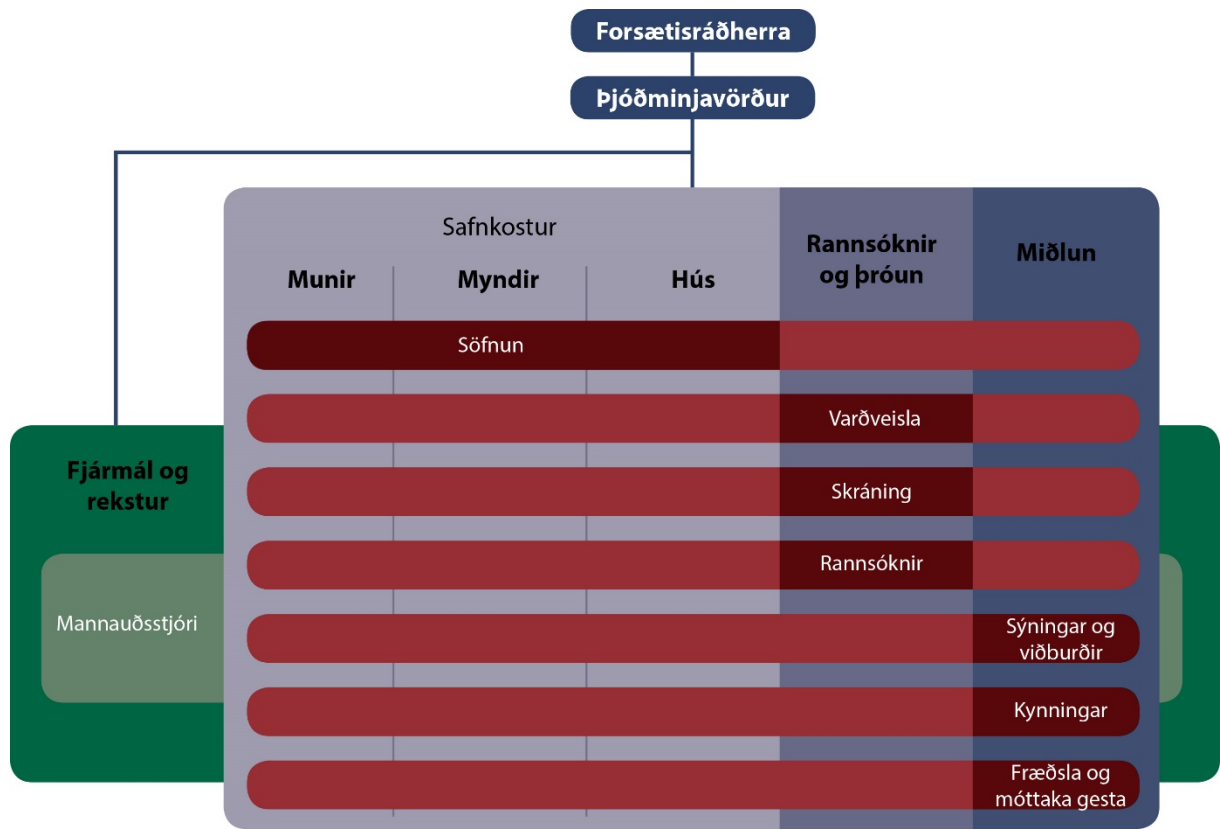 Forsætisráðherra
Þjóðminjavörður
Safnkostur
Munir
Myndir
Hús
Rannsóknir
og þróun
Miðlun
Söfnun
Varðveisla
Skráning
Rannsóknir
Sýningar og
viðburðir
Kynningar
Fræðsla og
móttaka gesta
Fjármál og
rekstur
Mannauðsstjóri